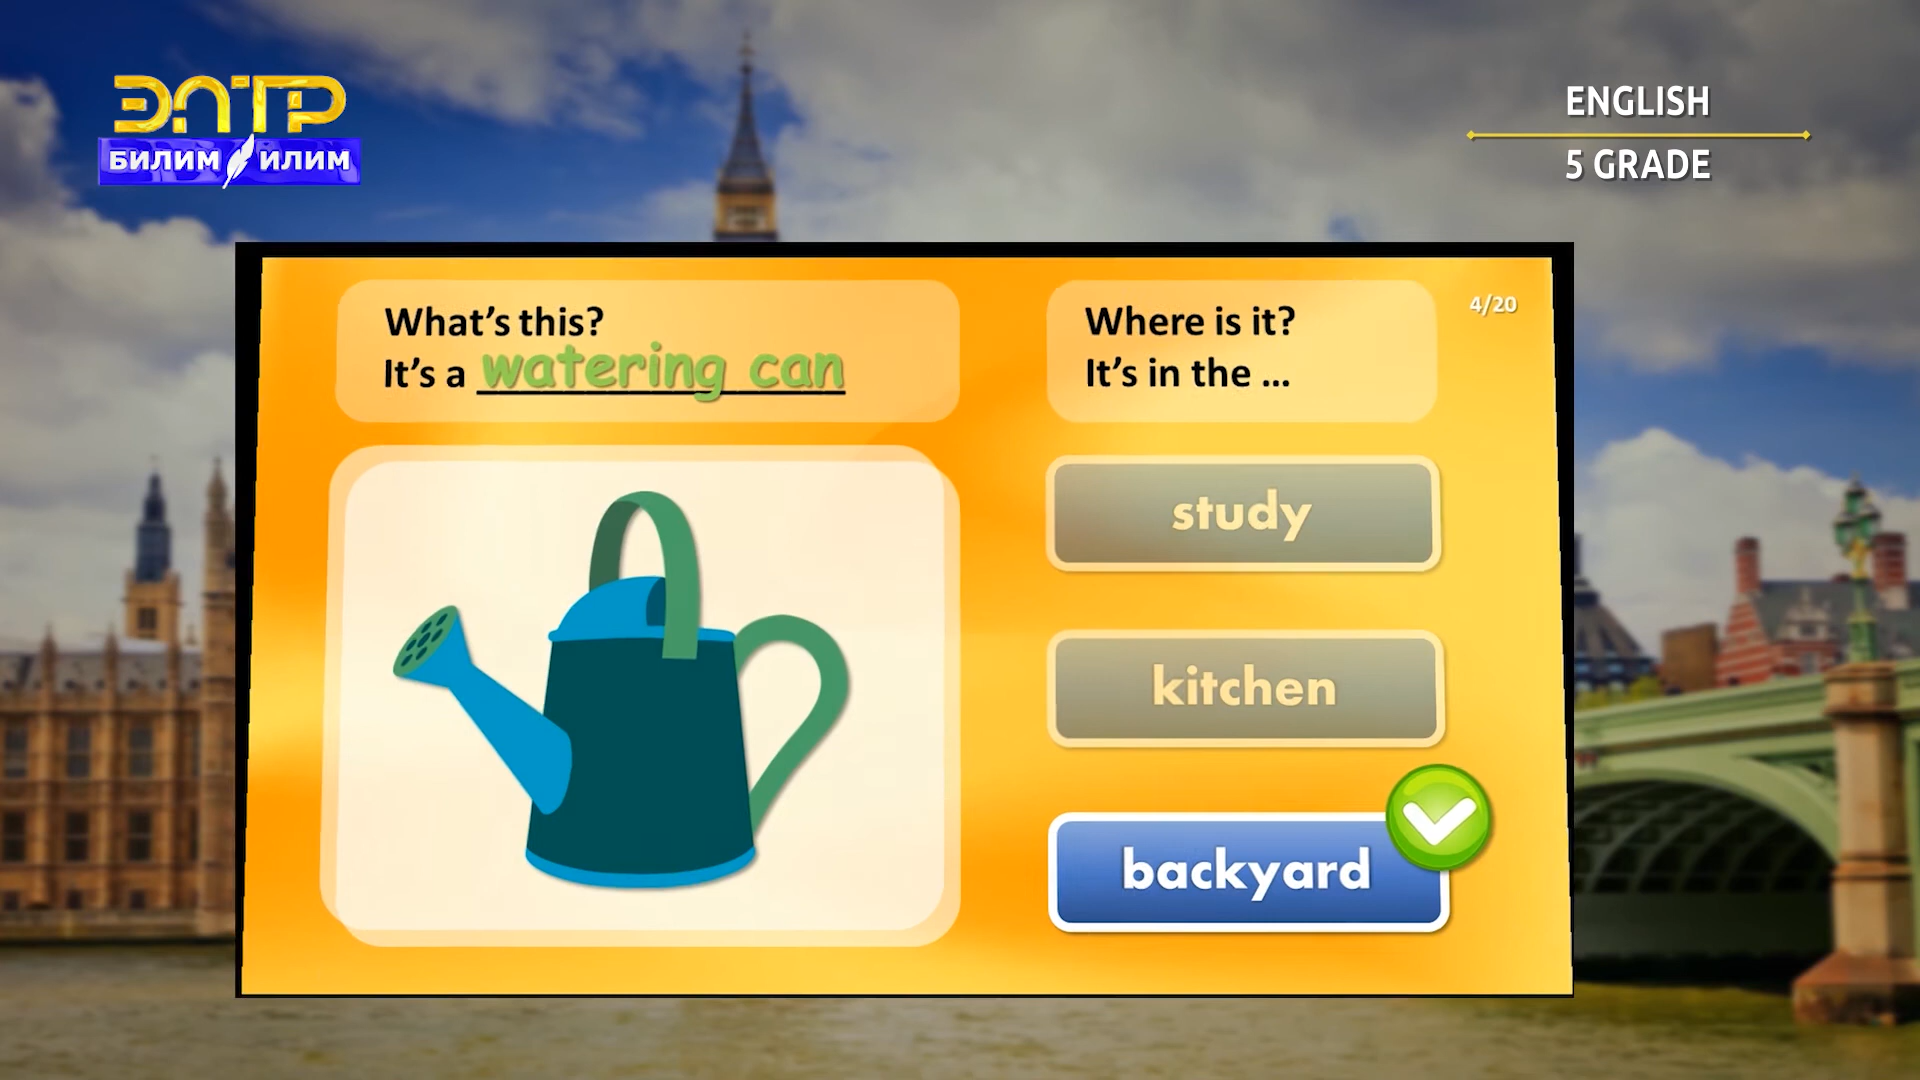 ЭЛТР
БИЛИМ ИЛИМ
ENGLISH
5 GRADE
What's this?
It's a watering can
Where is it?
It's in the ...
4/20
study
kitchen
backyard